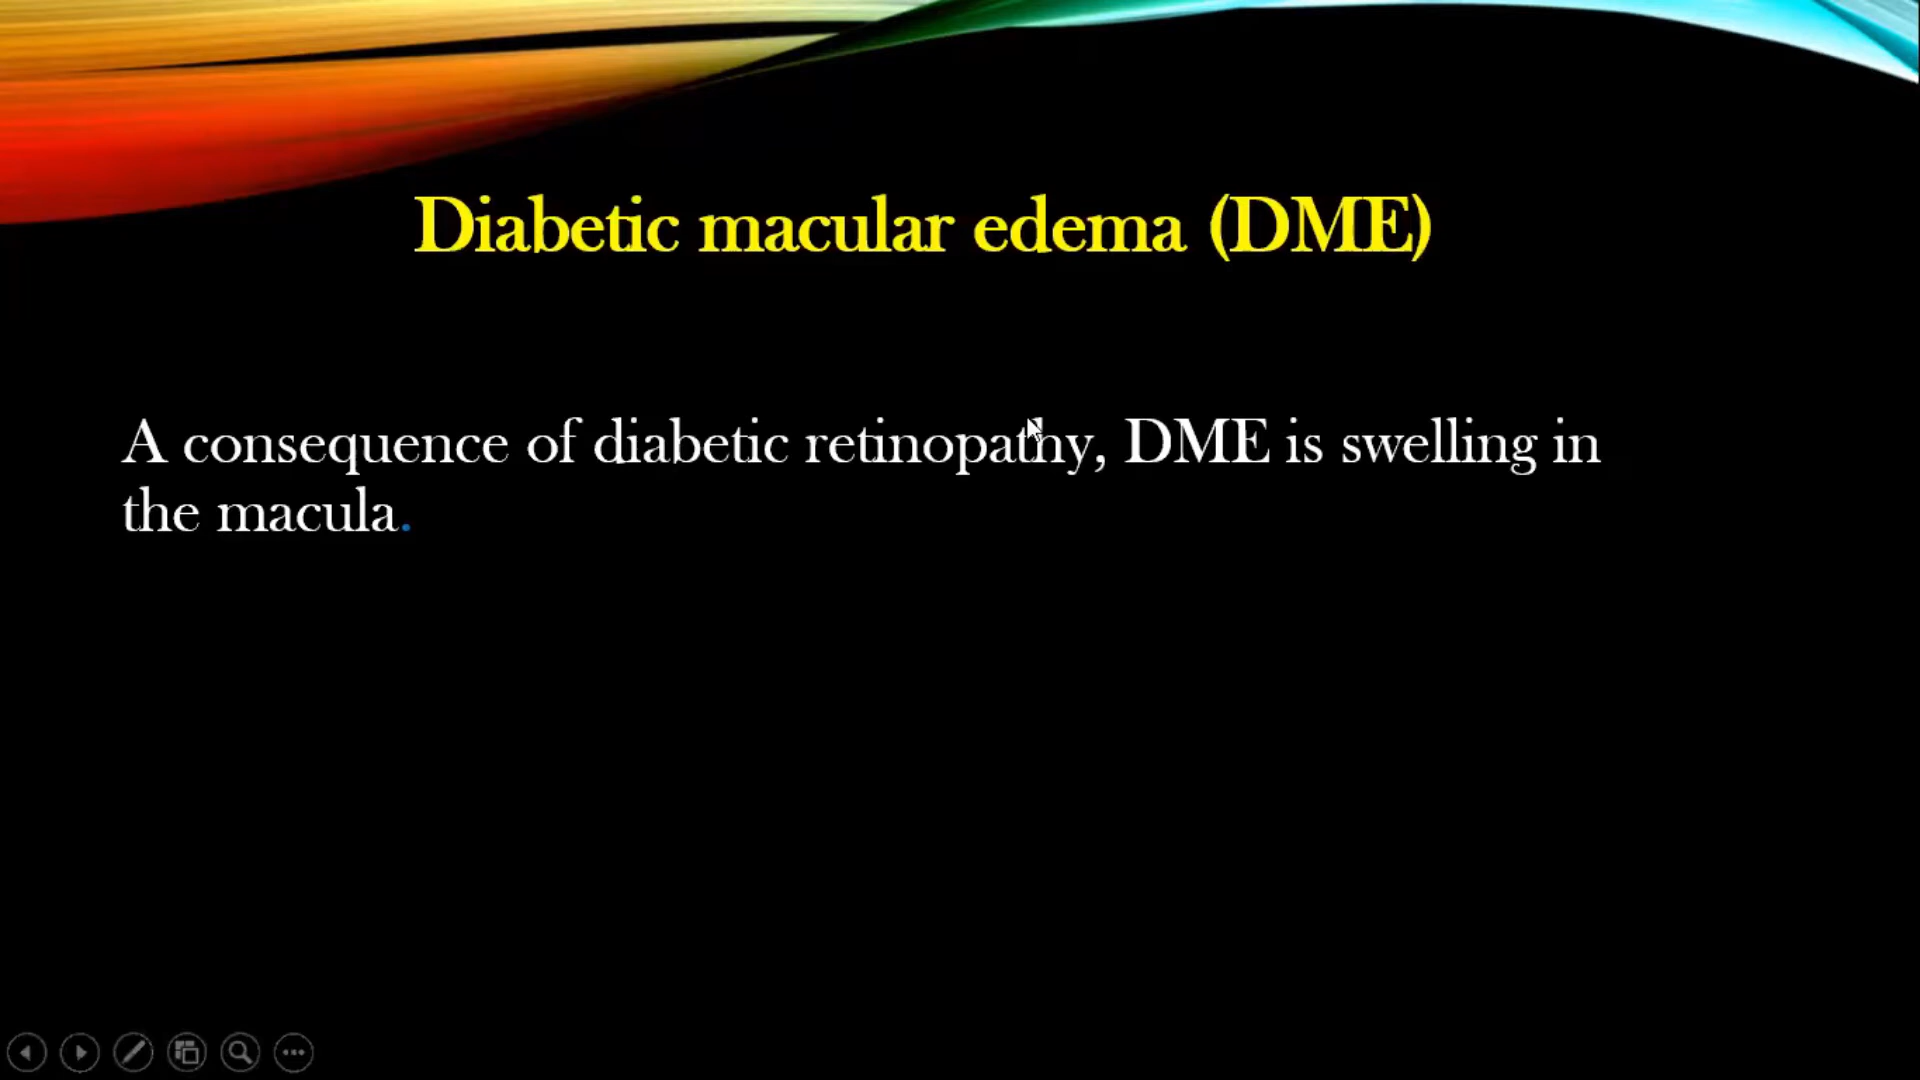 Diabetic macular edema (DME)
A consequence of diabetic retinopathy, DME is swelling in
the macula.